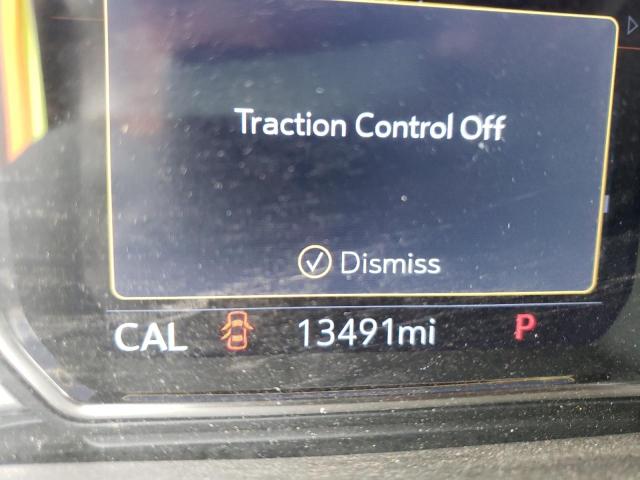 Traction Control Off
Dismiss
CAL 13491mi P